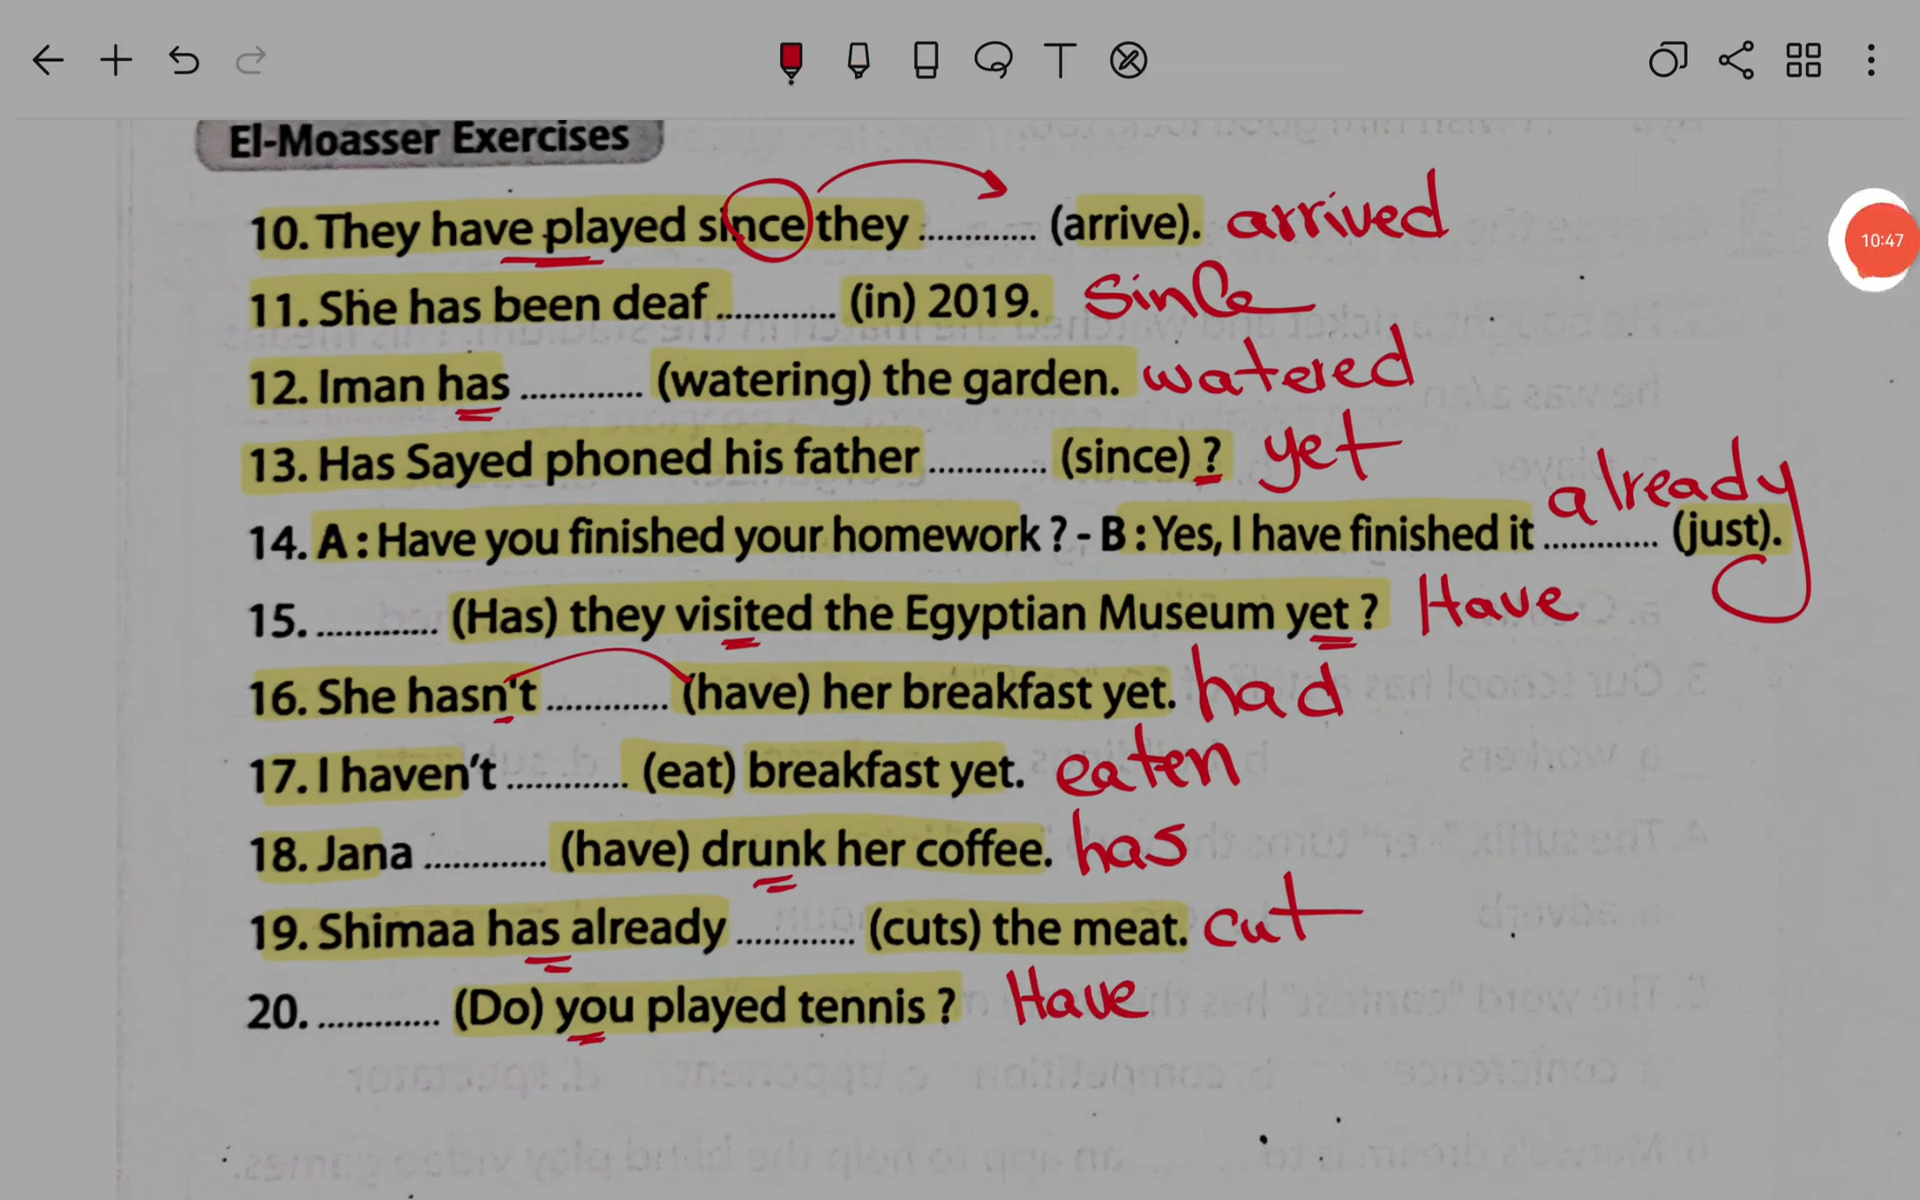 El-Moasser Exercises
10. They have played since they ............ (arrive). arrived
11. She has been deaf ............ (in) 2019. Since
12. Iman has ............ (watering) the garden. watered
13. Has Sayed phoned his father ............ (since) ? yet
already
14. A : Have you finished your homework ? - B : Yes, I have finished it ............ (just).
15. ............ (Has) they visited the Egyptian Museum yet ? Have
16. She hasn't ............ (have) her breakfast yet. had
17. I haven't ............ (eat) breakfast yet. eaten
18. Jana ............ (have) drunk her coffee. has
19. Shimaa has already ............ (cuts) the meat. cut
20. ............ (Do) you played tennis ? Have
10:47